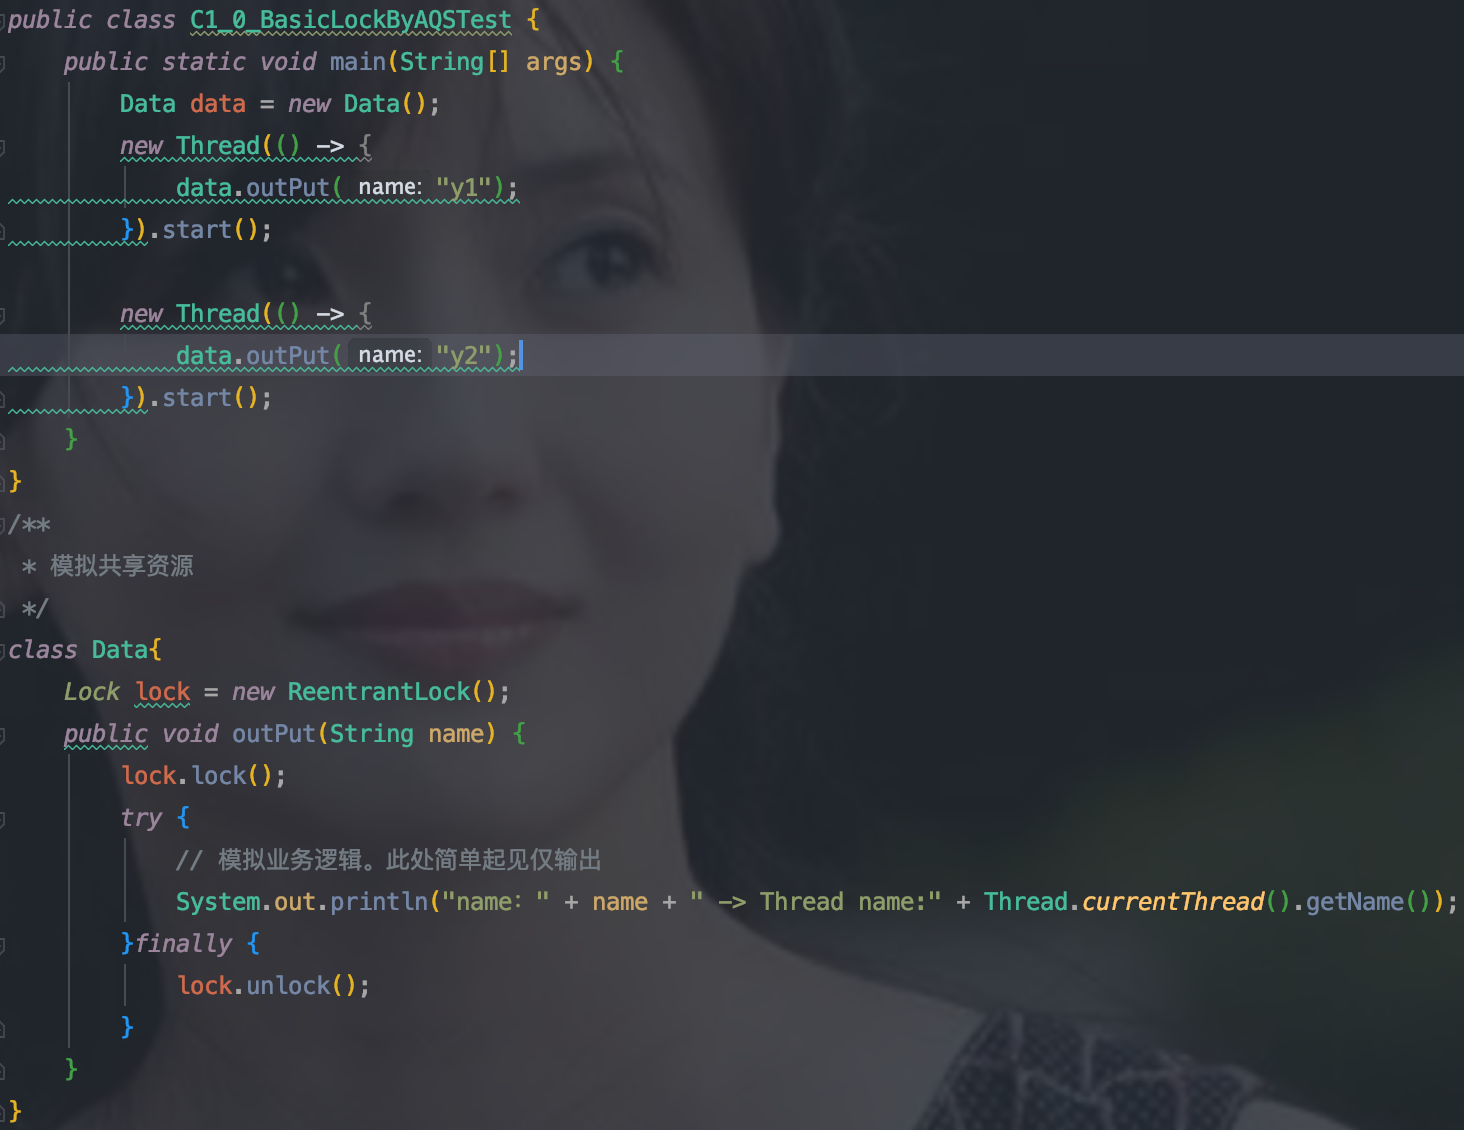 public class C1_0_BasicLockByAQSTest {
    public static void main(String[] args) {
        Data data = new Data();
        new Thread(() -> {
            data.outPut( name: "y1");
        }).start();

        new Thread(() -> {
            data.outPut( name: "y2");
        }).start();
    }
}
/**
 * 模拟共享资源
 */
class Data{
    Lock lock = new ReentrantLock();
    public void outPut(String name) {
        lock.lock();
        try {
            // 模拟业务逻辑。此处简单起见仅输出
            System.out.println("name：" + name + " -> Thread name:" + Thread.currentThread().getName());
        }finally {
            lock.unlock();
        }
    }
}